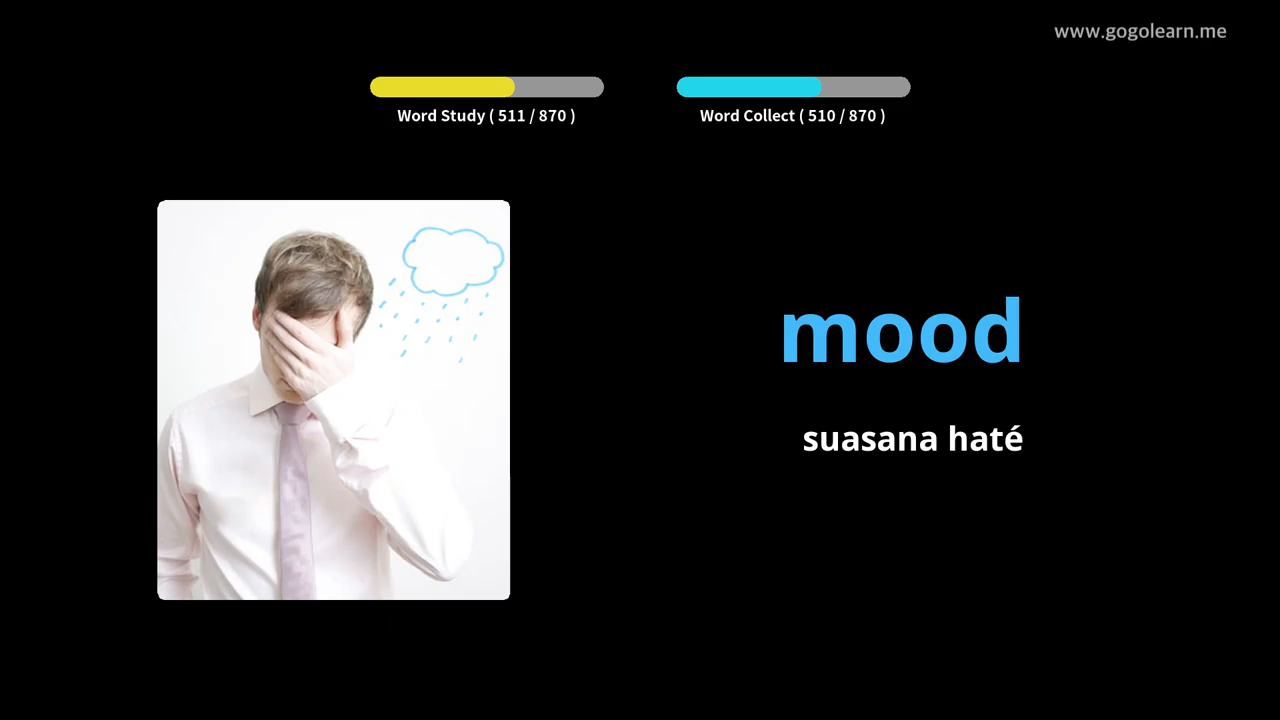 www.gogolearn.me
Word Study ( 511 / 870 )
Word Collect ( 510 / 870 )
mood
suasana haté